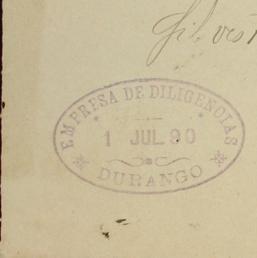 EMPRESA DE DILIGENCIAS
1 JUL. 90
DURANGO